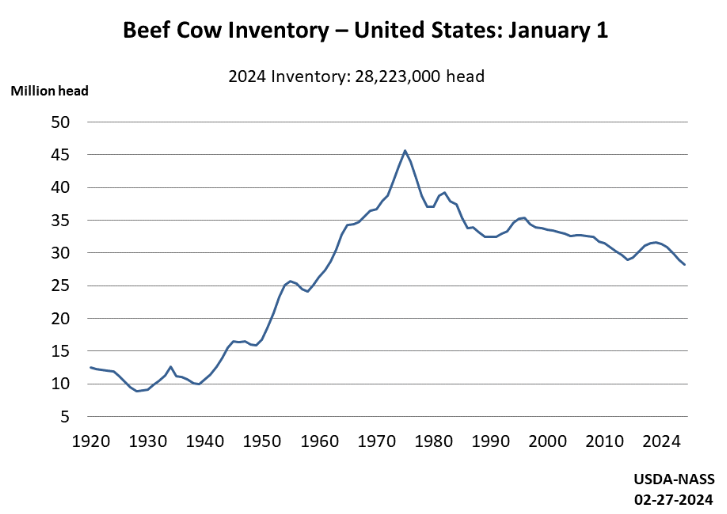 Beef Cow Inventory – United States: January 1
2024 Inventory: 28,223,000 head
Million head
50
45
40
35
30
25
20
15
10
5
1920 1930 1940 1950 1960 1970 1980 1990 2000 2010 2024
USDA-NASS
02-27-2024